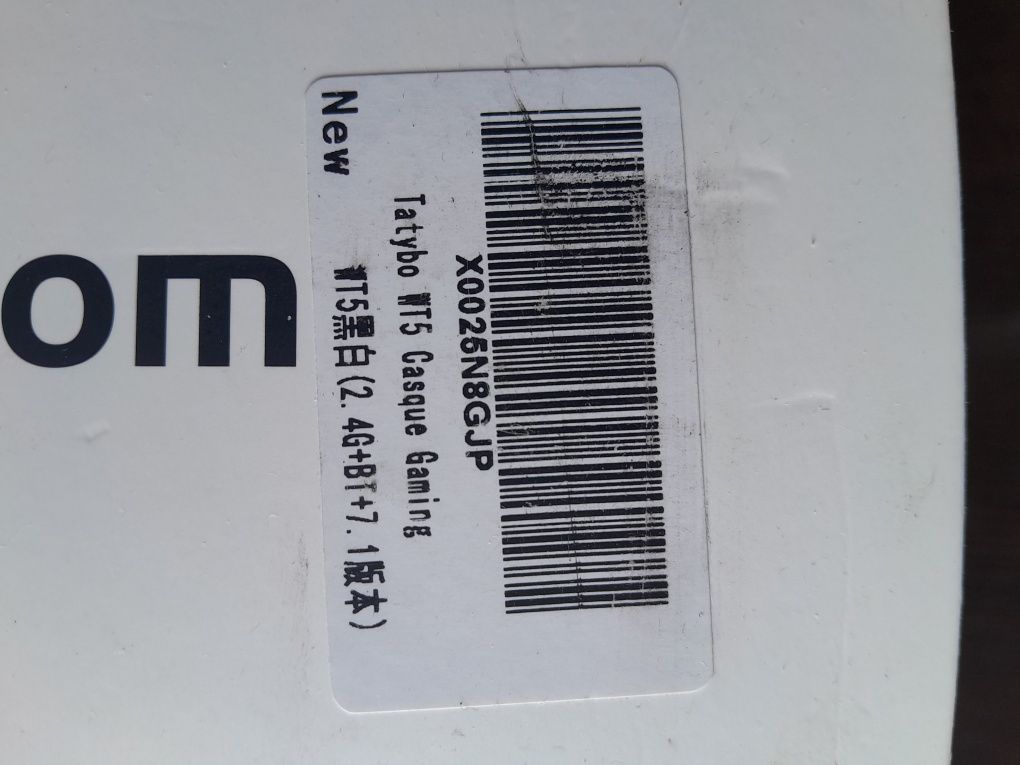 X0025N8GJP
Tatybo WT5 Casque Gaming
New
WT5黑白(2.4G+BT+7.1版本)
om